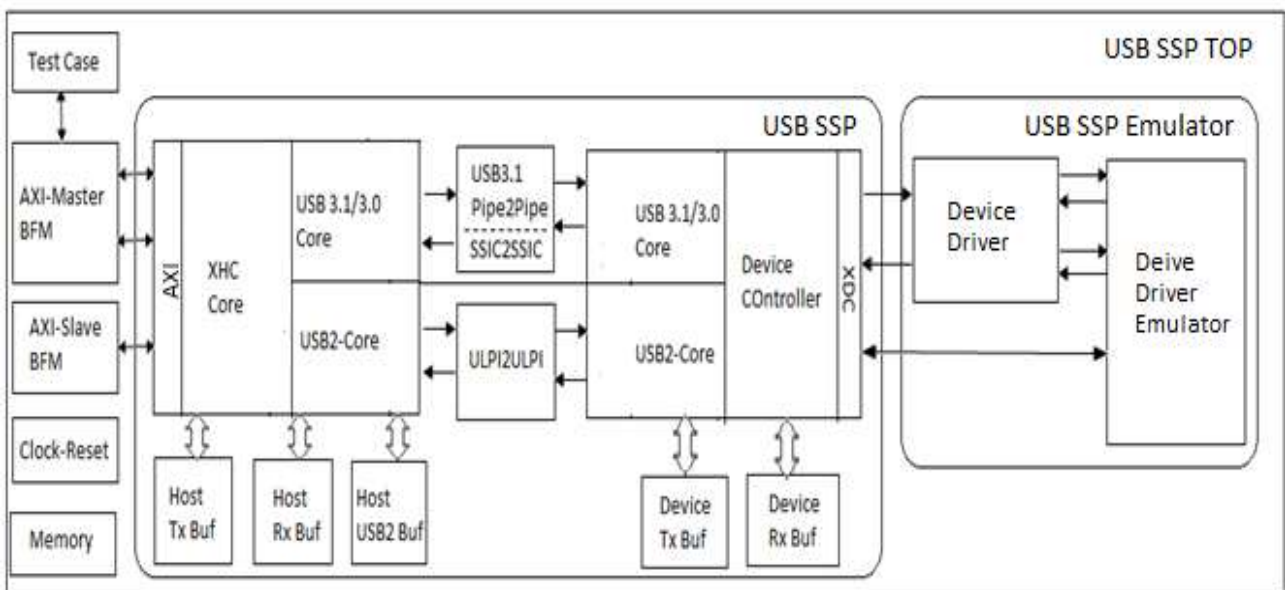 USB SSP TOP
Test Case
USB SSP
USB SSP Emulator
AXI-Master
BFM
AXI
XHC
Core
USB 3.1/3.0
Core
USB2-Core
USB3.1
Pipe2Pipe
SSIC2SSIC
ULPI2ULPI
USB 3.1/3.0
Core
USB2-Core
Device
COntroller
XDC
Device
Driver
Deive
Driver
Emulator
AXI-Slave
BFM
Clock-Reset
Memory
Host
Tx Buf
Host
Rx Buf
Host
USB2 Buf
Device
Tx Buf
Device
Rx Buf